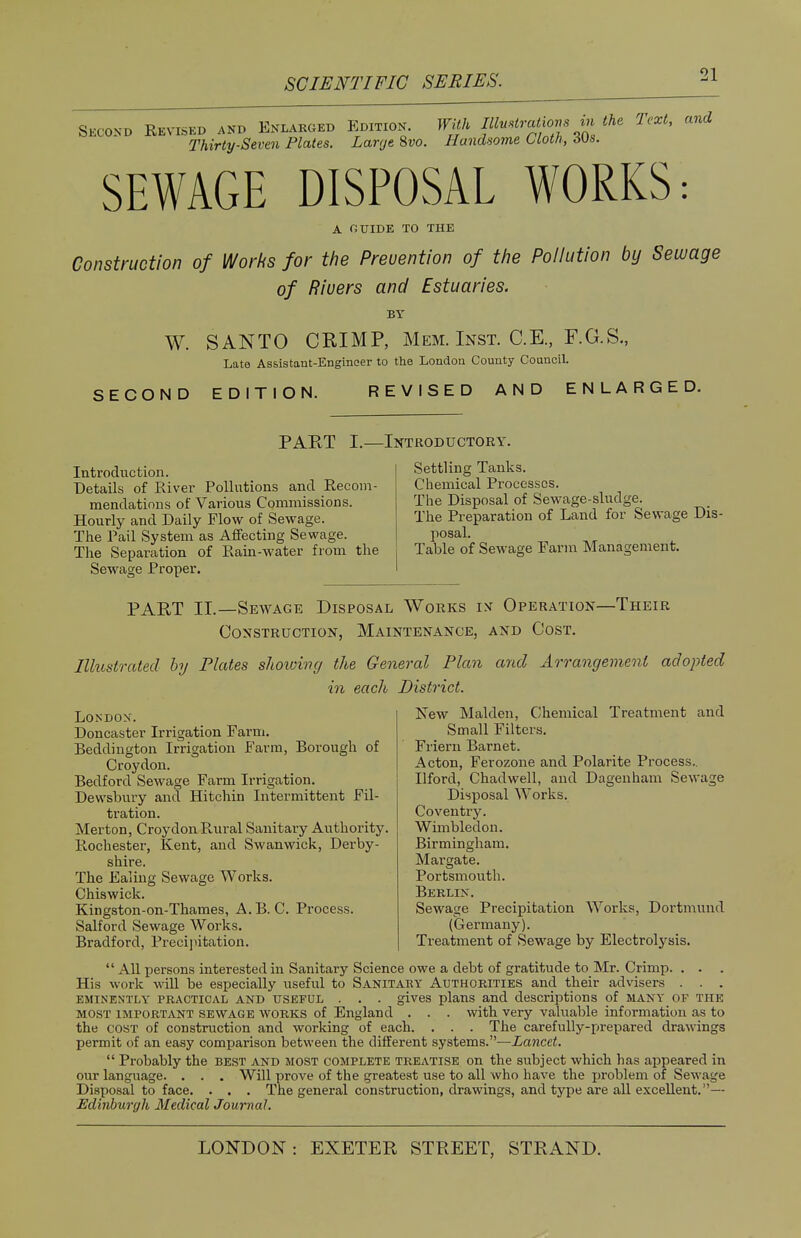 SCIENTIFIC SERIES.
21
Second Revised and Enlarged Edition. With Illustrations in the Text, and
Thirty-Seven Plates. Large 8vo. Handsome Cloth, 30s.
SEWAGE DISPOSAL WORKS:
A GUIDE TO THE
Construction of Works for the Prevention of the Pollution by Sewage
of Rivers and Estuaries.
BY
W. SANTO CRIMP, Mem. Inst. C.E., F.G.S.,
Late Assistant-Engineer to the London County Council.
SECOND EDITION. REVISED AND ENLARGED.
PART I.—Introductory.
Introduction.
Details of River Pollutions and Recom-
mendations of Various Commissions.
Hourly and Daily Flow of Sewage.
The Pail System as Affecting Sewage.
The Separation of Rain-water from the
Sewage Proper.
Settling Tanks.
Chemical Processes.
The Disposal of Sewage-sludge.
The Preparation of Land for Sewage Dis-
posal.
Table of Sewage Farm Management.
PART II.—Sewage Disposal Works in Operation—Their
Construction, Maintenance, and Cost.
Illustrated by Plates showing the General Plan and Arrangement adopted
in each District.
London.
Doncaster Irrigation Farm.
Beddington Irrigation Farm, Borough of
Croydon.
Bedford Sewage Farm Irrigation.
Dewsbury and Hitchin Intermittent Fil-
tration.
Merton, Croydon Rural Sanitary Authority.
Rochester, Kent, and Swanwick, Derby-
shire.
The Ealing Sewage Works.
Chiswick.
Kingston-on-Thames, A. B. C. Process.
Salford Sewage Works.
Bradford, Precipitation.
New Malden, Chemical Treatment and
Small Filters.
Friern Barnet.
Acton, Ferozone and Polarite Process.
Ilford, Chadwell, and Dagenham Sewage
Disposal Works.
Coventry.
Wimbledon.
Birmingham.
Margate.
Portsmouth.
Berlin.
Sewage Precipitation Works, Dortmund
(Germany).
Treatment of Sewage by Electrolysis.
“All persons interested in Sanitary Science owe a debt of gratitude to Mr. Crimp. . . .
His work will be especially useful to Sanitary Authorities and their advisers . . .
eminently practical and useful . . . gives plans and descriptions of many of the
most important sewage works of England . . . with very valuable information as to
the cost of construction and working of each. . . . The carefully-prepared drawings
permit of an easy comparison between the different systems.”—Lancet.
“Probably the best and most complete treatise on the subject which has appeared in
our language. . . . Will prove of the greatest use to all who have the problem of Sewage
Disposal to face. . . . The general construction, drawings, and type are all excellent.”—
Edinburgh Medical Journal.
LONDON: EXETER STREET, STRAND.